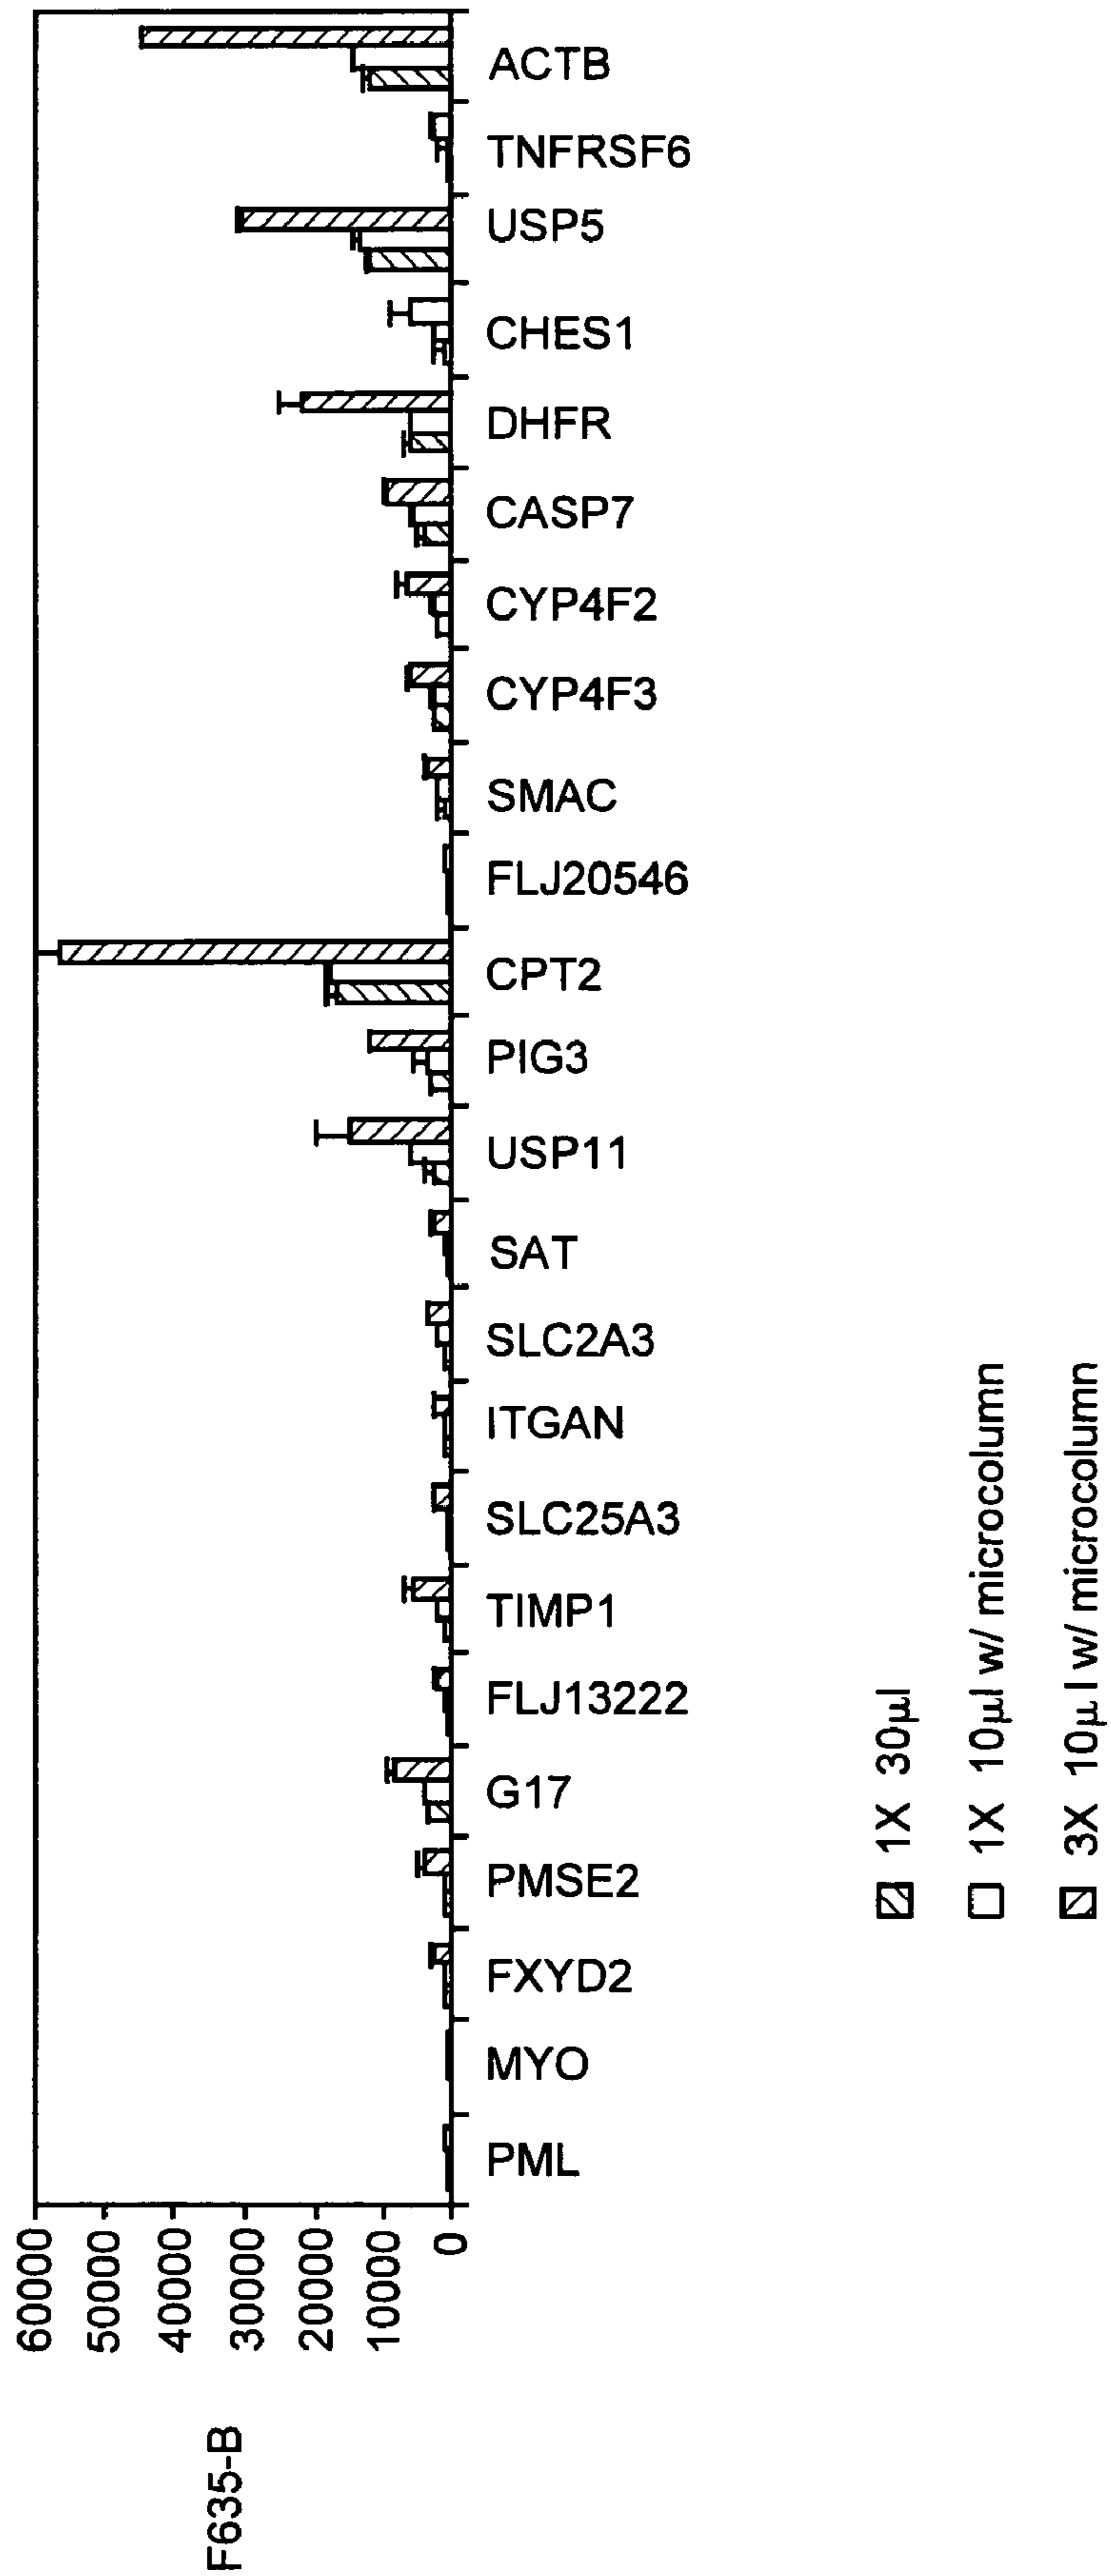 F635-B
60000
50000
40000
30000
20000
10000
0
PML
MYO
FXYD2
PMSE2
G17
FLJ13222
TIMP1
SLC25A3
ITGAN
SLC2A3
SAT
USP11
PIG3
CPT2
FLJ20546
SMAC
CYP4F3
CYP4F2
CASP7
DHFR
CHES1
USP5
TNFRSF6
ACTB
1X 30µl
1X 10µl w/ microcolumn
3X 10µ l w/ microcolumn